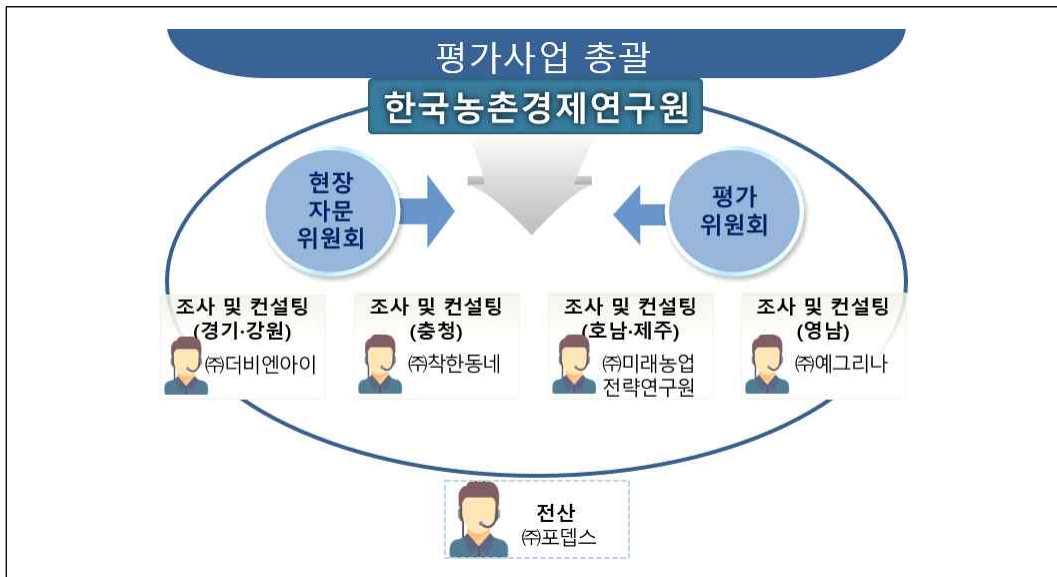 평가사업 총괄
한국농촌경제연구원
현장
자문
위원회
평가
위원회
조사 및 컨설팅
(경기·강원)
㈜더비엔아이
조사 및 컨설팅
(충청)
㈜착한동네
조사 및 컨설팅
(호남·제주)
㈜미래농업
전략연구원
조사 및 컨설팅
(영남)
㈜예그리나
전산
㈜포뎁스